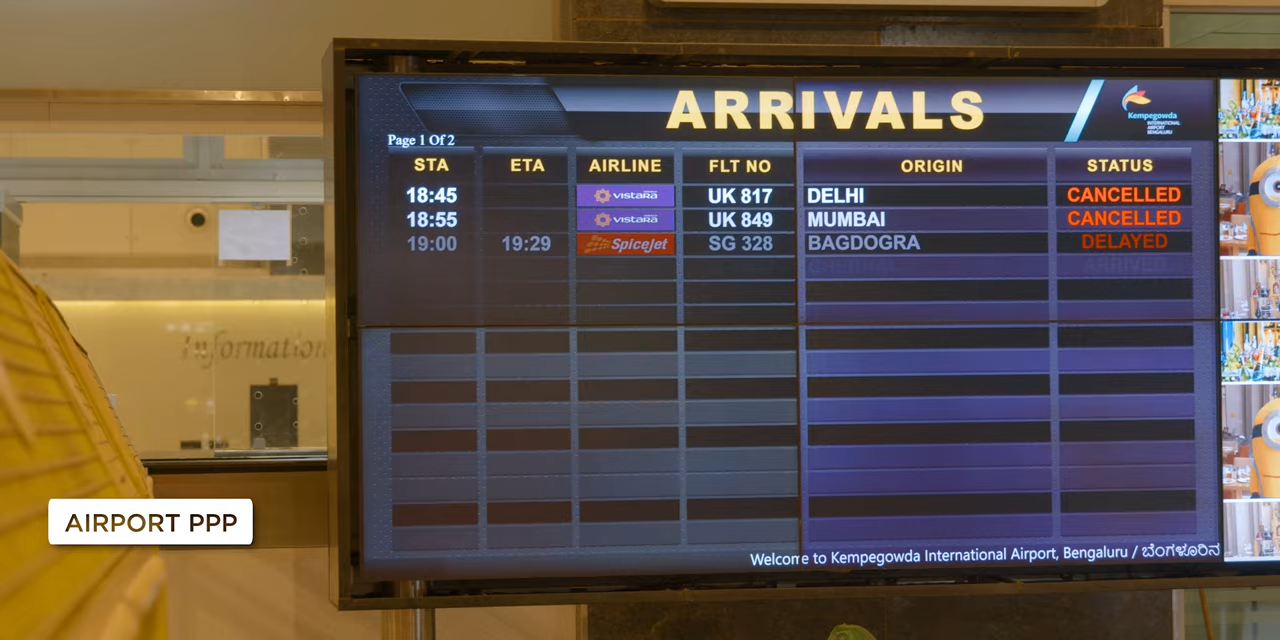 ARRIVALS
Kempegowda
INTERNATIONAL
AIRPORT
BENGALURU
Page 1 Of 2
STA ETA AIRLINE FLT NO ORIGIN STATUS
18:45 vistara UK 817 DELHI CANCELLED
18:55 vistara UK 849 MUMBAI CANCELLED
19:00 19:29 SpiceJet SG 328 BAGDOGRA DELAYED
CHENNAI ARRIVED
Information
AIRPORT PPP
Welcome to Kempegowda International Airport, Bengaluru / ಬೆಂಗಳೂರಿನ